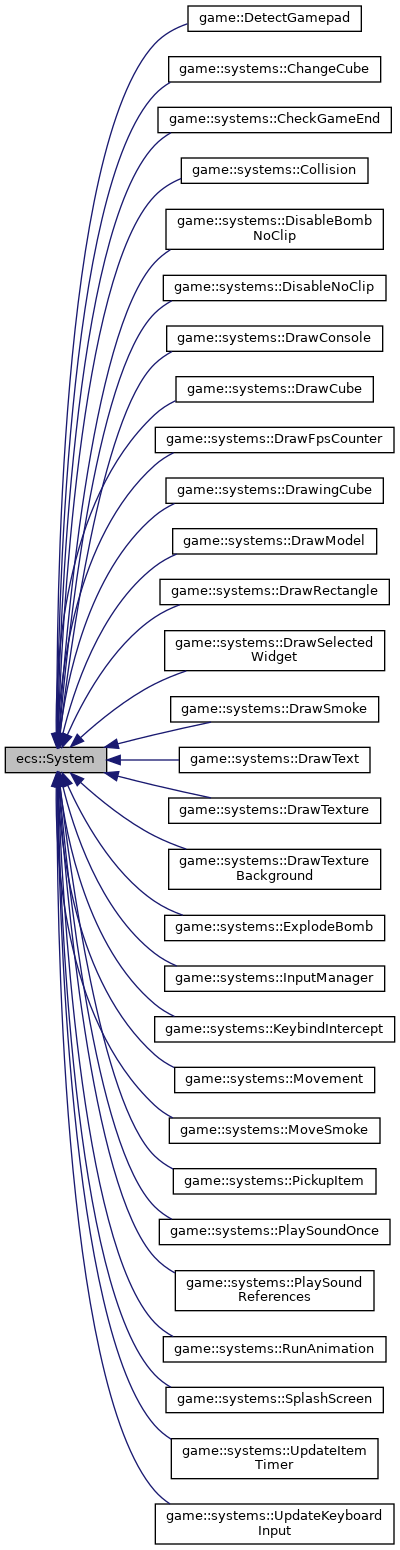 game::DetectGamepad
game::systems::ChangeCube
game::systems::CheckGameEnd
game::systems::Collision
game::systems::DisableBomb
NoClip
game::systems::DisableNoClip
game::systems::DrawConsole
game::systems::DrawCube
game::systems::DrawFpsCounter
game::systems::DrawingCube
game::systems::DrawModel
game::systems::DrawRectangle
game::systems::DrawSelected
Widget
game::systems::DrawSmoke
ecs::System
game::systems::DrawText
game::systems::DrawTexture
game::systems::DrawTexture
Background
game::systems::ExplodeBomb
game::systems::InputManager
game::systems::KeybindIntercept
game::systems::Movement
game::systems::MoveSmoke
game::systems::PickupItem
game::systems::PlaySoundOnce
game::systems::PlaySound
References
game::systems::RunAnimation
game::systems::SplashScreen
game::systems::UpdateItem
Timer
game::systems::UpdateKeyboard
Input